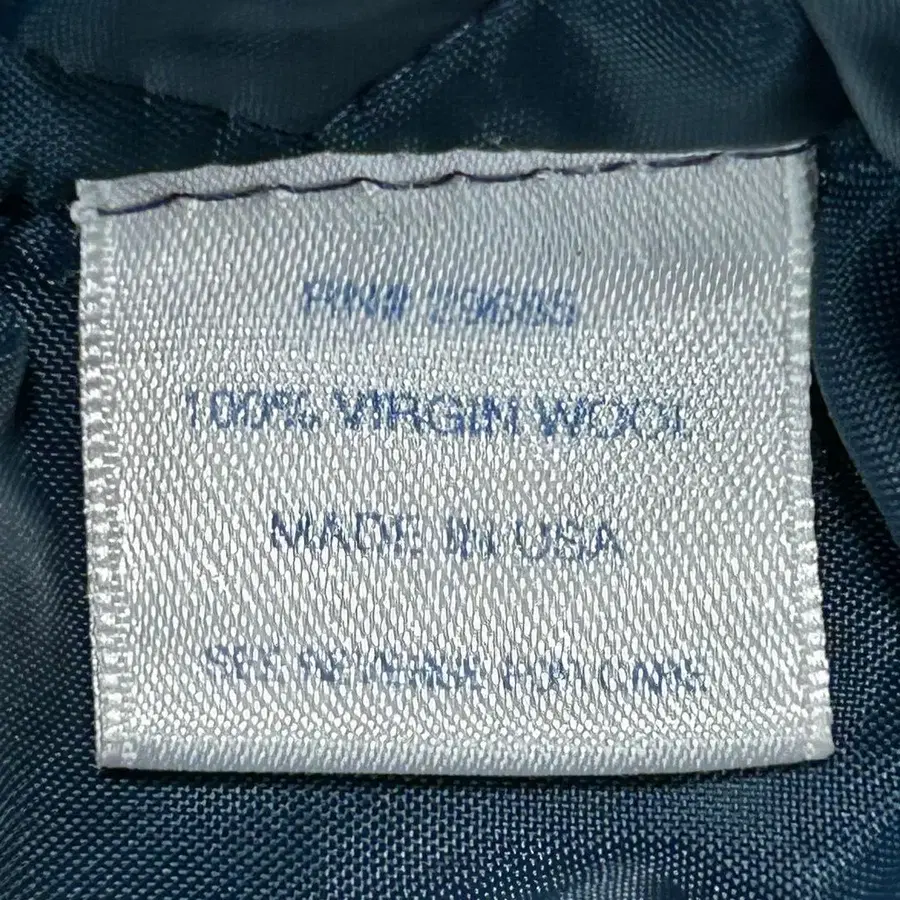 RN# 29685
100% VIRGIN WOOL
MADE IN USA
SEE REVERSE FOR CARE